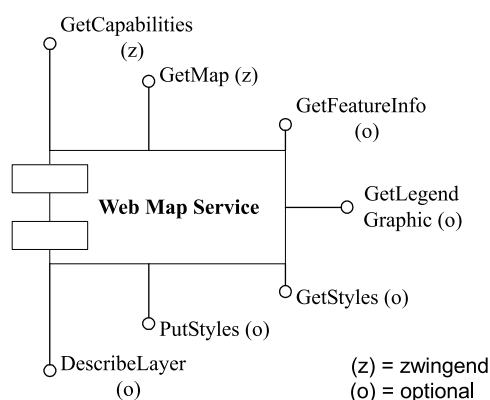 GetCapabilities
(z)
GetMap (z)
GetFeatureInfo
(o)
Web Map Service
GetLegend
Graphic (o)
GetStyles (o)
PutStyles (o)
DescribeLayer
(o)
(z) = zwingend
(o) = optional